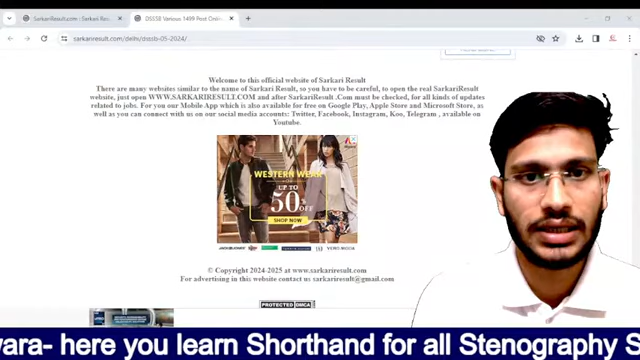 SarkariResult.com : Sarkari Res
DSSSB Various 1499 Post Onlin
sarkariresult.com/delhi/dsssb-05-2024/
Welcome to this official website of Sarkari Result
There are many websites similar to the name of Sarkari Result, so you have to be careful, to open the real SarkariResult
website, just open WWW.SARKARIRESULT.COM and after SarkariResult .Com must be checked, for all kinds of updates
related to jobs. For you our Mobile App which is also available for free on Google Play, Apple Store and Microsoft Store, as
well as you can connect with us on our social media accounts: Twitter, Facebook, Instagram, Koo, Telegram , available on
Youtube.
WESTERN WEAR
UP TO
50% OFF
SHOP NOW
JACK&JONES
VERO MODA
© Copyright 2024-2025 at www.sarkariresult.com
For advertising in this website contact us sarkariresult@gmail.com
PROTECTED DMCA
wara- here you learn Shorthand for all Stenography S